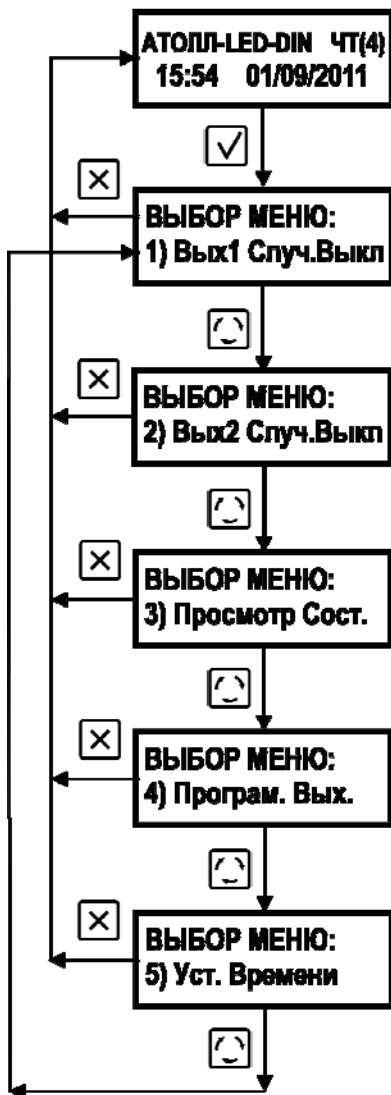 АТОЛЛ-LED-DIN ЧТ(4)
15:54 01/09/2011
ВЫБОР МЕНЮ:
1) Вых1 Случ.Выкл
ВЫБОР МЕНЮ:
2) Вых2 Случ.Выкл
ВЫБОР МЕНЮ:
3) Просмотр Сост.
ВЫБОР МЕНЮ:
4) Програм. Вых.
ВЫБОР МЕНЮ:
5) Уст. Времени